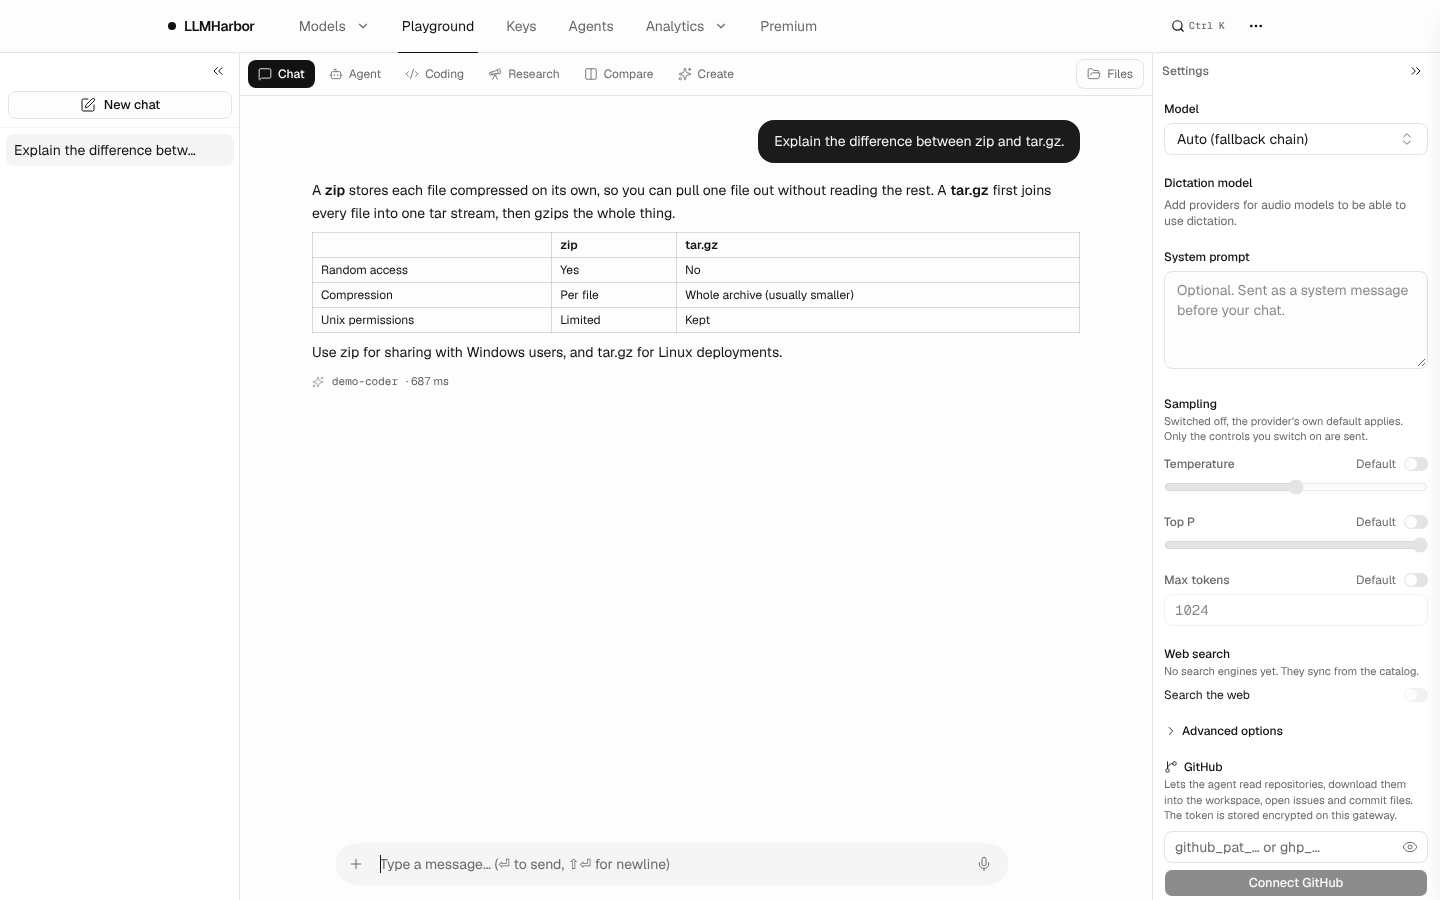 LLMHarbor
Models
Playground
Keys
Agents
Analytics
Premium
Ctrl K
New chat
Explain the difference betw...
Chat
Agent
Coding
Research
Compare
Create
Files
Explain the difference between zip and tar.gz.
A zip stores each file compressed on its own, so you can pull one file out without reading the rest. A tar.gz first joins
every file into one tar stream, then gzips the whole thing.
zip tar.gz
Random access Yes No
Compression Per file Whole archive (usually smaller)
Unix permissions Limited Kept
Use zip for sharing with Windows users, and tar.gz for Linux deployments.
demo-coder · 687 ms
Type a message... (⏎ to send, ⇧⏎ for newline)
Settings
Model
Auto (fallback chain)
Dictation model
Add providers for audio models to be able to
use dictation.
System prompt
Optional. Sent as a system message
before your chat.
Sampling
Switched off, the provider's own default applies.
Only the controls you switch on are sent.
Temperature Default
Top P Default
Max tokens Default
1024
Web search
No search engines yet. They sync from the catalog.
Search the web
Advanced options
GitHub
Lets the agent read repositories, download them
into the workspace, open issues and commit files.
The token is stored encrypted on this gateway.
github_pat_... or ghp_...
Connect GitHub